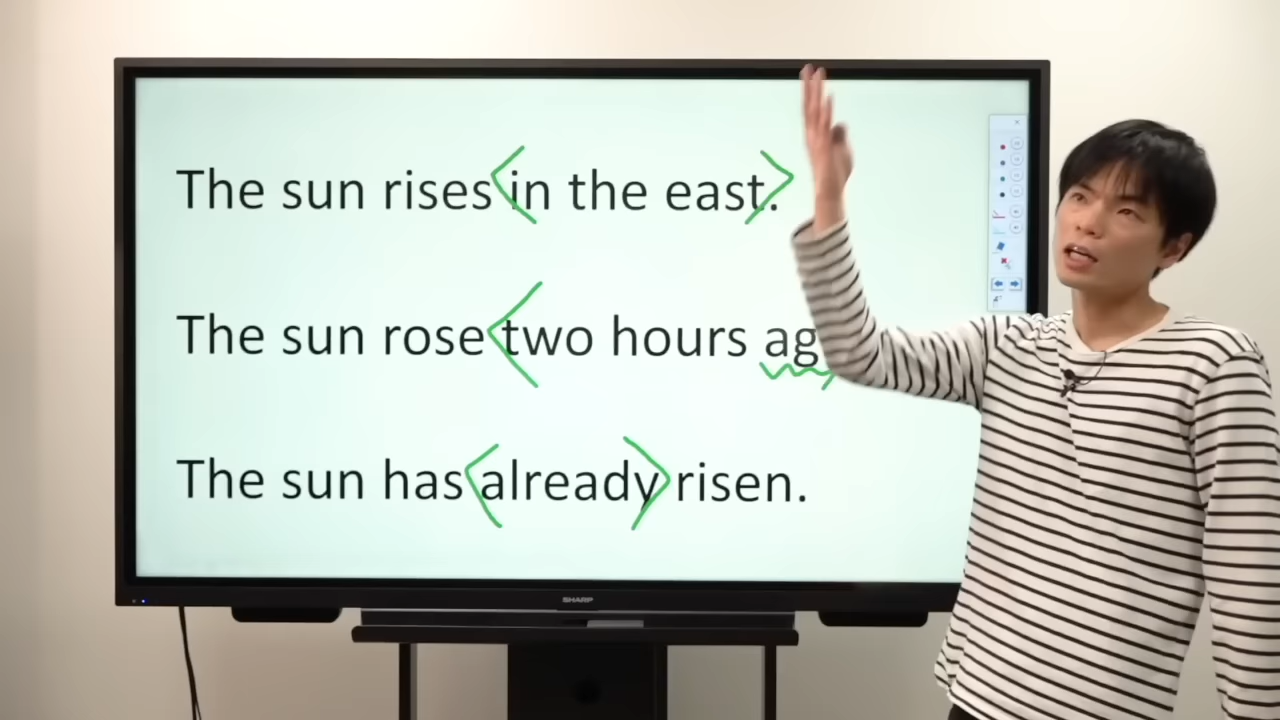 The sun rises in the east.
The sun rose two hours
The sun has already risen.
SHARP